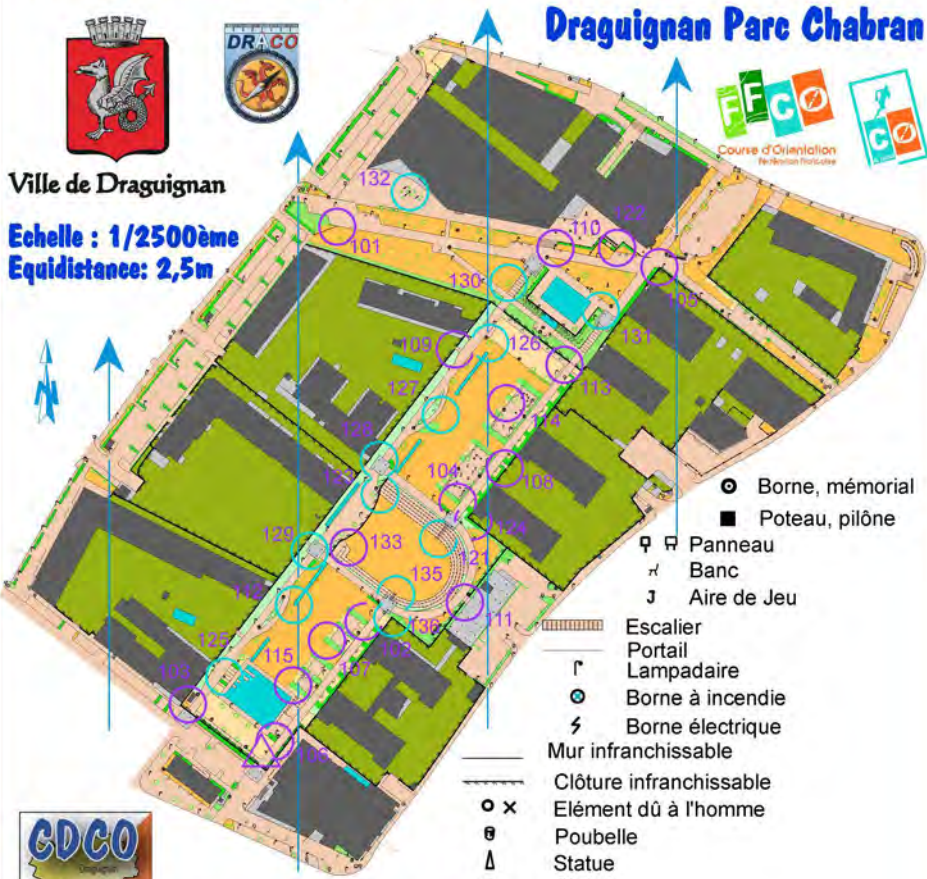 Draguignan Parc Chabran
DRACO
FFCO
Course d'Orientation
Fédération française
CO
Ville de Draguignan
Echelle : 1/2500ème
Equidistance: 2,5m
N
132
101
110
122
130
105
131
109
126
113
127
114
128
123
104
108
124
129
133
121
135
112
136
111
125
115
107
102
103
106
Borne, mémorial
Poteau, pilône
Panneau
Banc
Aire de Jeu
Escalier
Portail
Lampadaire
Borne à incendie
Borne électrique
Mur infranchissable
Clôture infranchissable
Elément dû à l'homme
Poubelle
Statue
CDCO